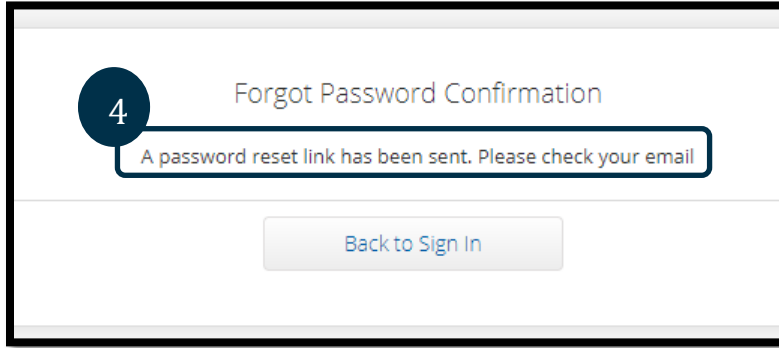 Forgot Password Confirmation
4
A password reset link has been sent. Please check your email
Back to Sign In